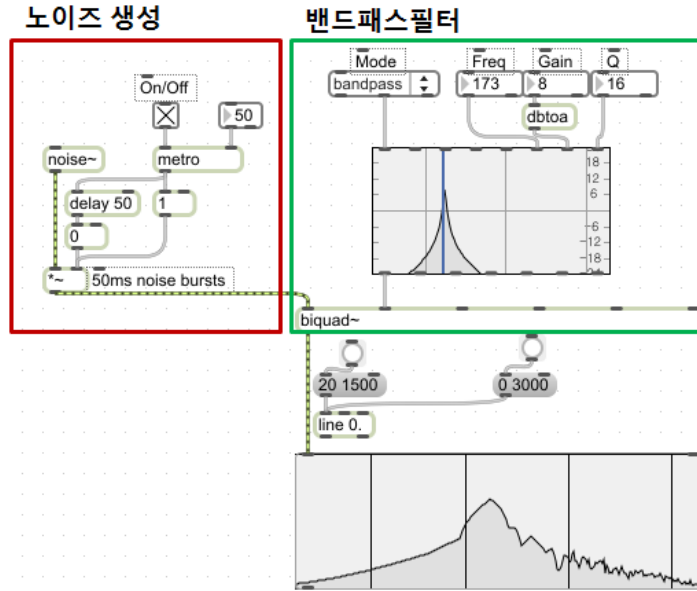 노이즈 생성
밴드패스필터
On/Off
50
noise~
metro
delay 50
1
0
*~
50ms noise bursts
Mode
Freq
Gain
Q
bandpass
173
8
16
dbtoa
18
12
6
-6
-12
-18
biquad~
20 1500
0 3000
line 0.